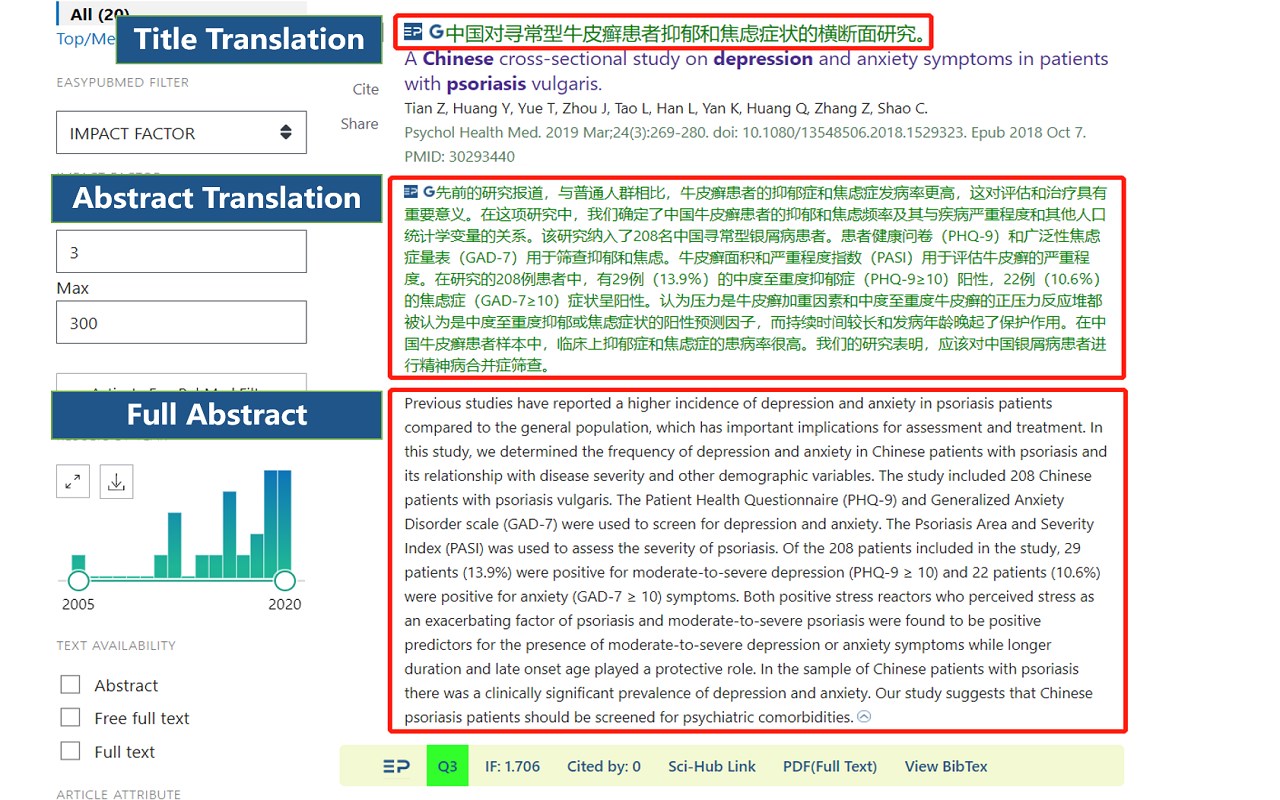 All (20)
Top/Me
Title Translation
EASYPUBMED FILTER
IMPACT FACTOR
Cite
Share
Abstract Translation
3
Max
300
Full Abstract
2005
2020
TEXT AVAILABILITY
Abstract
Free full text
Full text
ARTICLE ATTRIBUTE
EP G中国对寻常型牛皮癣患者抑郁和焦虑症状的横断面研究。
A Chinese cross-sectional study on depression and anxiety symptoms in patients
with psoriasis vulgaris.
Tian Z, Huang Y, Yue T, Zhou J, Tao L, Han L, Yan K, Huang Q, Zhang Z, Shao C.
Psychol Health Med. 2019 Mar;24(3):269-280. doi: 10.1080/13548506.2018.1529323. Epub 2018 Oct 7.
PMID: 30293440
EP G先前的研究报道，与普通人群相比，牛皮癣患者的抑郁症和焦虑症发病率更高，这对评估和治疗具有
重要意义。在这项研究中，我们确定了中国牛皮癣患者的抑郁和焦虑频率及其与疾病严重程度和其他人口
统计学变量的关系。该研究纳入了208名中国寻常型银屑病患者。患者健康问卷（PHQ-9）和广泛性焦虑
症量表（GAD-7）用于筛查抑郁和焦虑。牛皮癣面积和严重程度指数（PASI）用于评估牛皮癣的严重程
度。在研究的208例患者中，有29例（13.9%）的中度至重度抑郁症（PHQ-9≥10）阳性，22例（10.6%）
的焦虑症（GAD-7≥10）症状呈阳性。认为压力是牛皮癣加重因素和中度至重度牛皮癣的正压力反应堆都
被认为是中度至重度抑郁或焦虑症状的阳性预测因子，而持续时间较长和发病年龄晚起了保护作用。在中
国牛皮癣患者样本中，临床上抑郁症和焦虑症的患病率很高。我们的研究表明，应该对中国银屑病患者进
行精神病合并症筛查。
Previous studies have reported a higher incidence of depression and anxiety in psoriasis patients
compared to the general population, which has important implications for assessment and treatment. In
this study, we determined the frequency of depression and anxiety in Chinese patients with psoriasis and
its relationship with disease severity and other demographic variables. The study included 208 Chinese
patients with psoriasis vulgaris. The Patient Health Questionnaire (PHQ-9) and Generalized Anxiety
Disorder scale (GAD-7) were used to screen for depression and anxiety. The Psoriasis Area and Severity
Index (PASI) was used to assess the severity of psoriasis. Of the 208 patients included in the study, 29
patients (13.9%) were positive for moderate-to-severe depression (PHQ-9 ≥ 10) and 22 patients (10.6%)
were positive for anxiety (GAD-7 ≥ 10) symptoms. Both positive stress reactors who perceived stress as
an exacerbating factor of psoriasis and moderate-to-severe psoriasis were found to be positive
predictors for the presence of moderate-to-severe depression or anxiety symptoms while longer
duration and late onset age played a protective role. In the sample of Chinese patients with psoriasis
there was a clinically significant prevalence of depression and anxiety. Our study suggests that Chinese
psoriasis patients should be screened for psychiatric comorbidities.
EP Q3 IF: 1.706 Cited by: 0 Sci-Hub Link PDF(Full Text) View BibTex